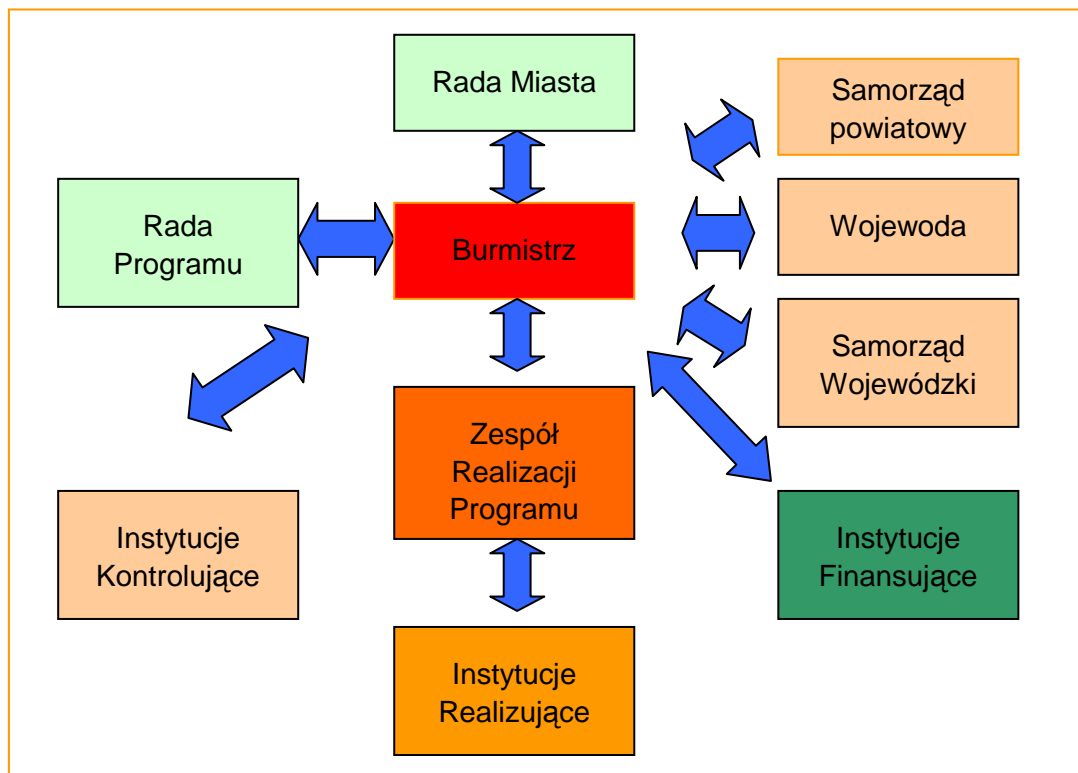 Rada Miasta
Samorząd
powiatowy
Rada
Programu
Burmistrz
Wojewoda
Samorząd
Wojewódzki
Zespół
Realizacji
Programu
Instytucje
Kontrolujące
Instytucje
Finansujące
Instytucje
Realizujące